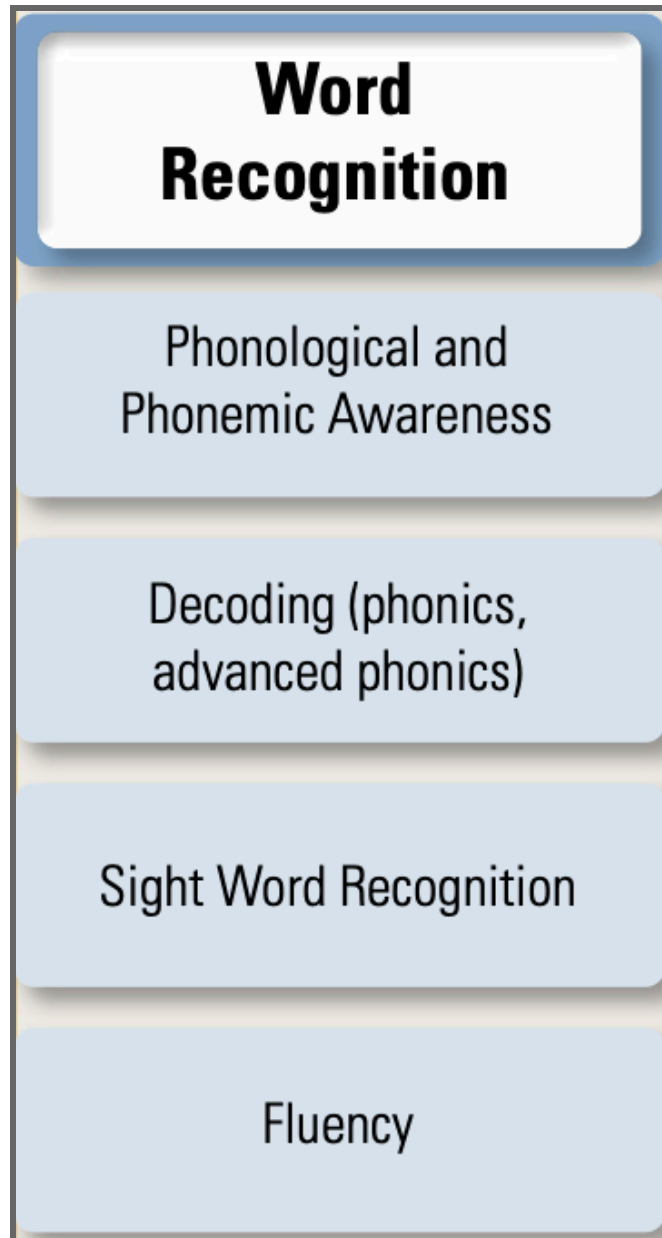 Word
Recognition
Phonological and
Phonemic Awareness
Decoding (phonics,
advanced phonics)
Sight Word Recognition
Fluency